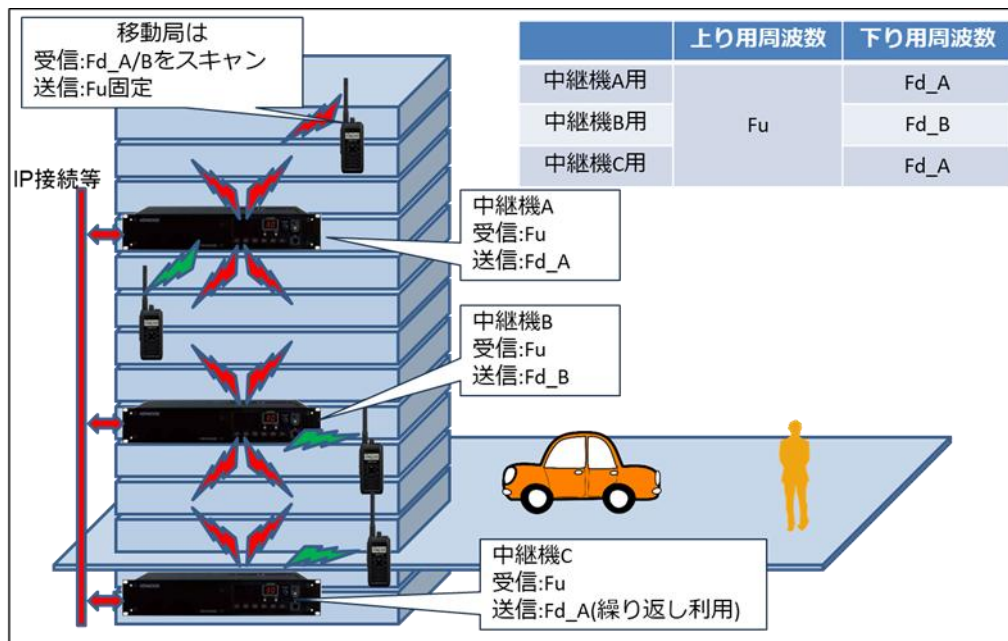 移動局は
受信:Fd_A/Bをスキャン
送信:Fu固定
上り用周波数 下り用周波数
中継機A用 Fd_A
中継機B用 Fu Fd_B
中継機C用 Fd_A
IP接続等
中継機A
受信:Fu
送信:Fd_A
中継機B
受信:Fu
送信:Fd_B
中継機C
受信:Fu
送信:Fd_A(繰り返し利用)